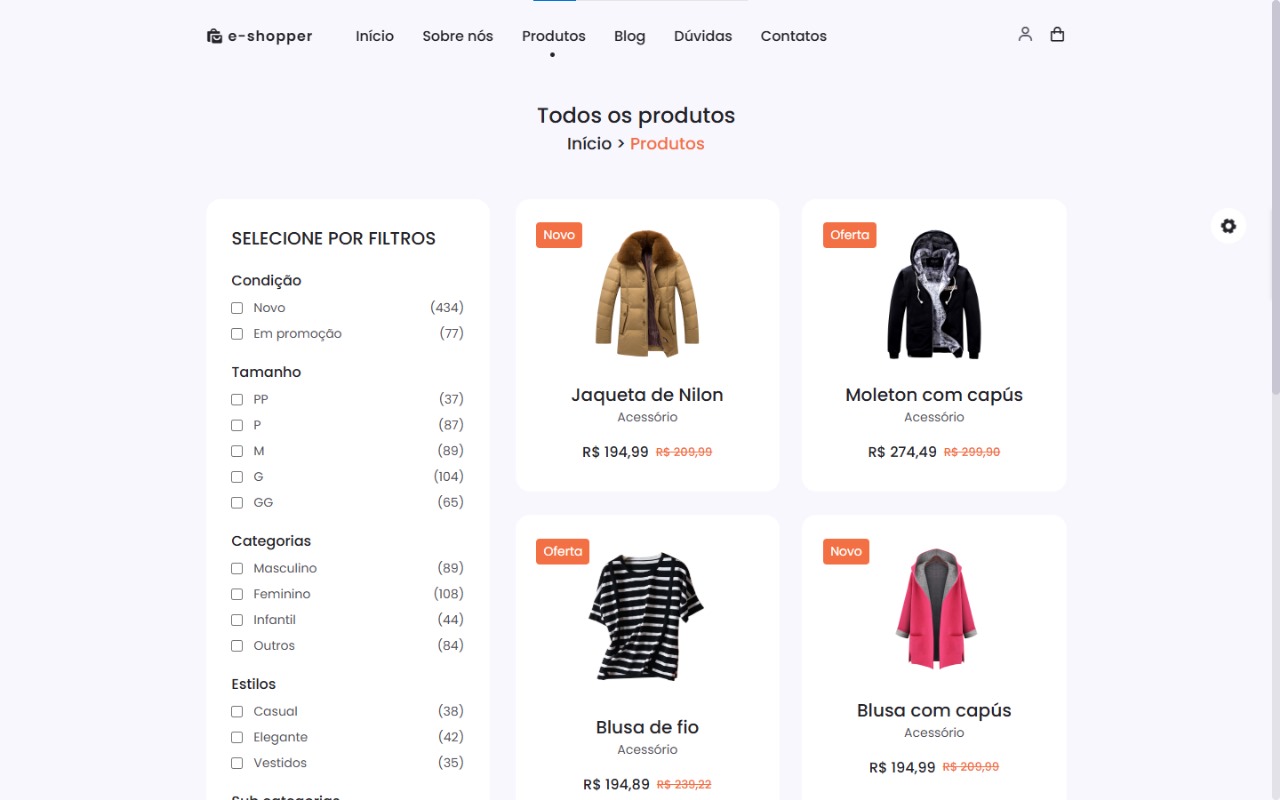 e-shopper Início Sobre nós Produtos Blog Dúvidas Contatos
Todos os produtos
Início > Produtos
SELECIONE POR FILTROS
Condição
Novo (434)
Em promoção (77)
Tamanho
PP (37)
P (87)
M (89)
G (104)
GG (65)
Categorias
Masculino (89)
Feminino (108)
Infantil (44)
Outros (84)
Estilos
Casual (38)
Elegante (42)
Vestidos (35)
Sub categorias
Novo
Jaqueta de Nilon
Acessório
R$ 194,99 R$ 209,99
Oferta
Moleton com capús
Acessório
R$ 274,49 R$ 299,90
Oferta
Blusa de fio
Acessório
R$ 194,89 R$ 239,22
Novo
Blusa com capús
Acessório
R$ 194,99 R$ 209,99